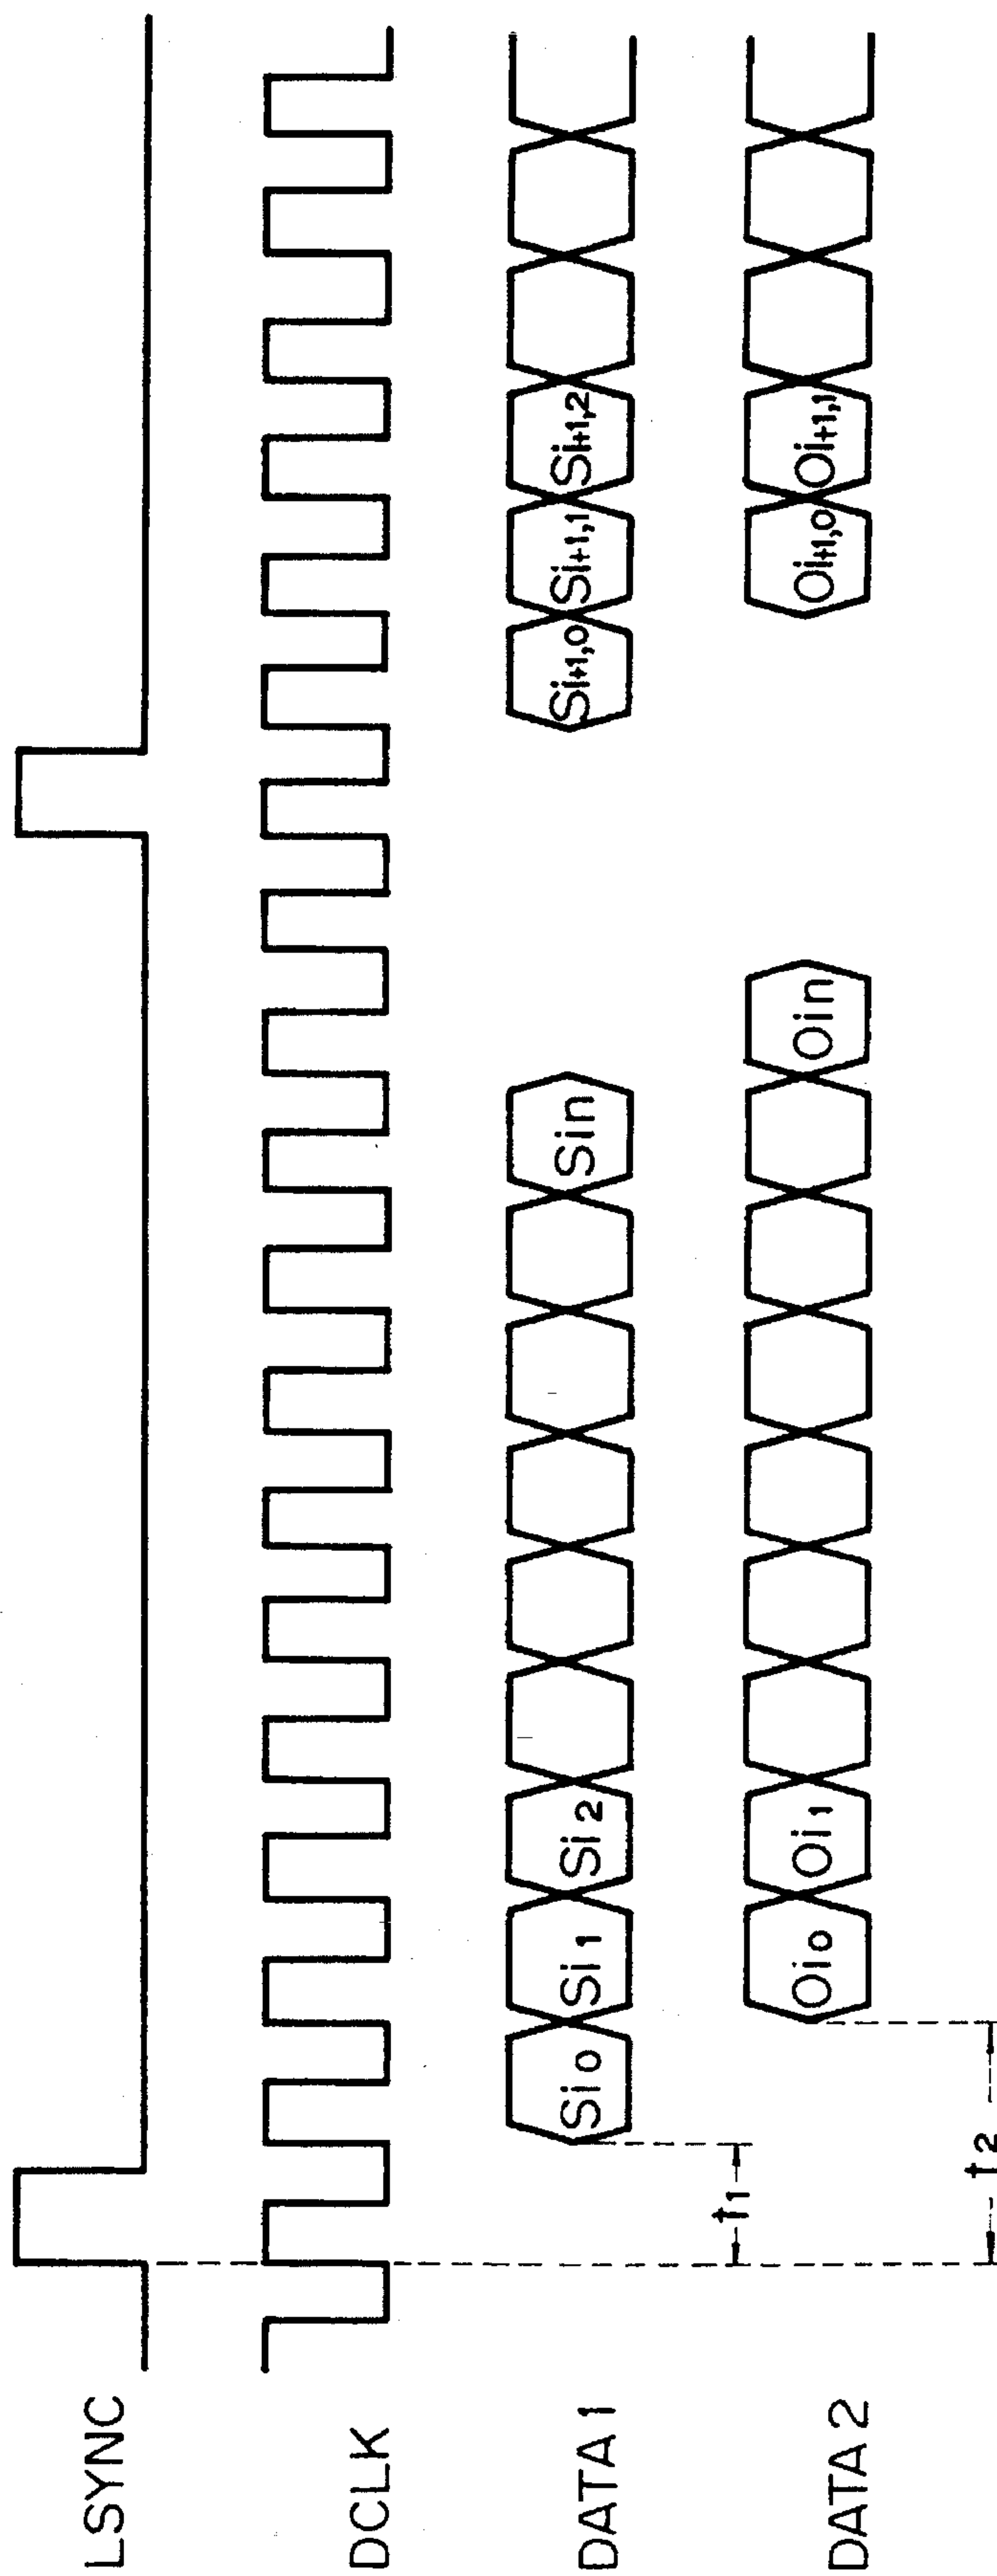 LSYNC
DCLK
DATA 1
Si0 Si1 Si2 Sin Si+1,0 Si+1,1 Si+1,2
t1
DATA 2
Oi0 Oi1 Oin Oi+1,0 Oi+1,1
t2